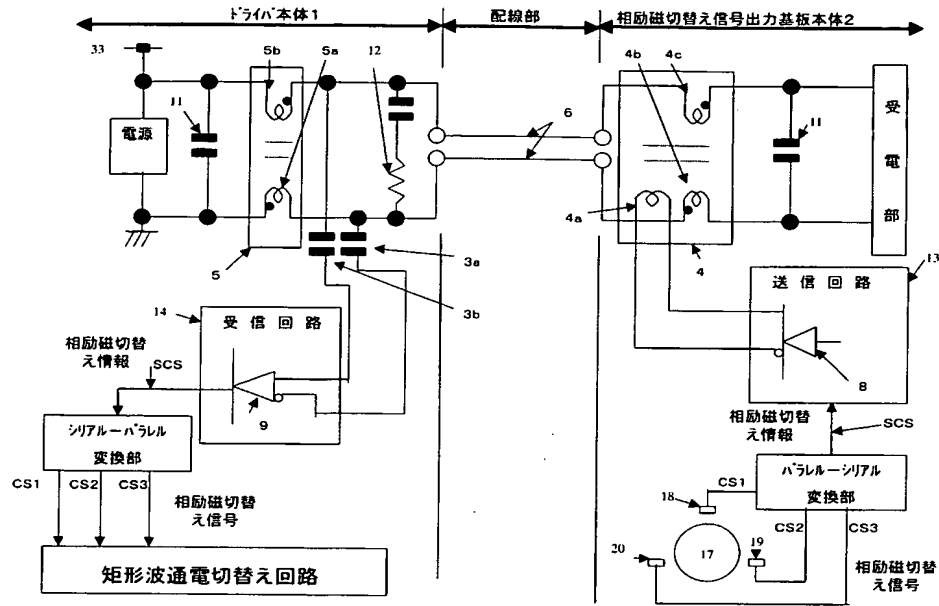 ドライバ本体1
配線部
相励磁切替え信号出力基板本体2
33
5b
5a
12
4b
4c
11
電源
6
11
受電部
4a
5
3a
3b
4
13
14
受信回路
送信回路
相励磁切替
え情報
SCS
9
8
相励磁切替
え情報
SCS
シリアルーパラレル
変換部
パラレルーシリアル
変換部
CS1
CS2
CS3
相励磁切替
え信号
18
CS1
CS2
CS3
20
17
19
相励磁切替
え信号
矩形波通電切替え回路